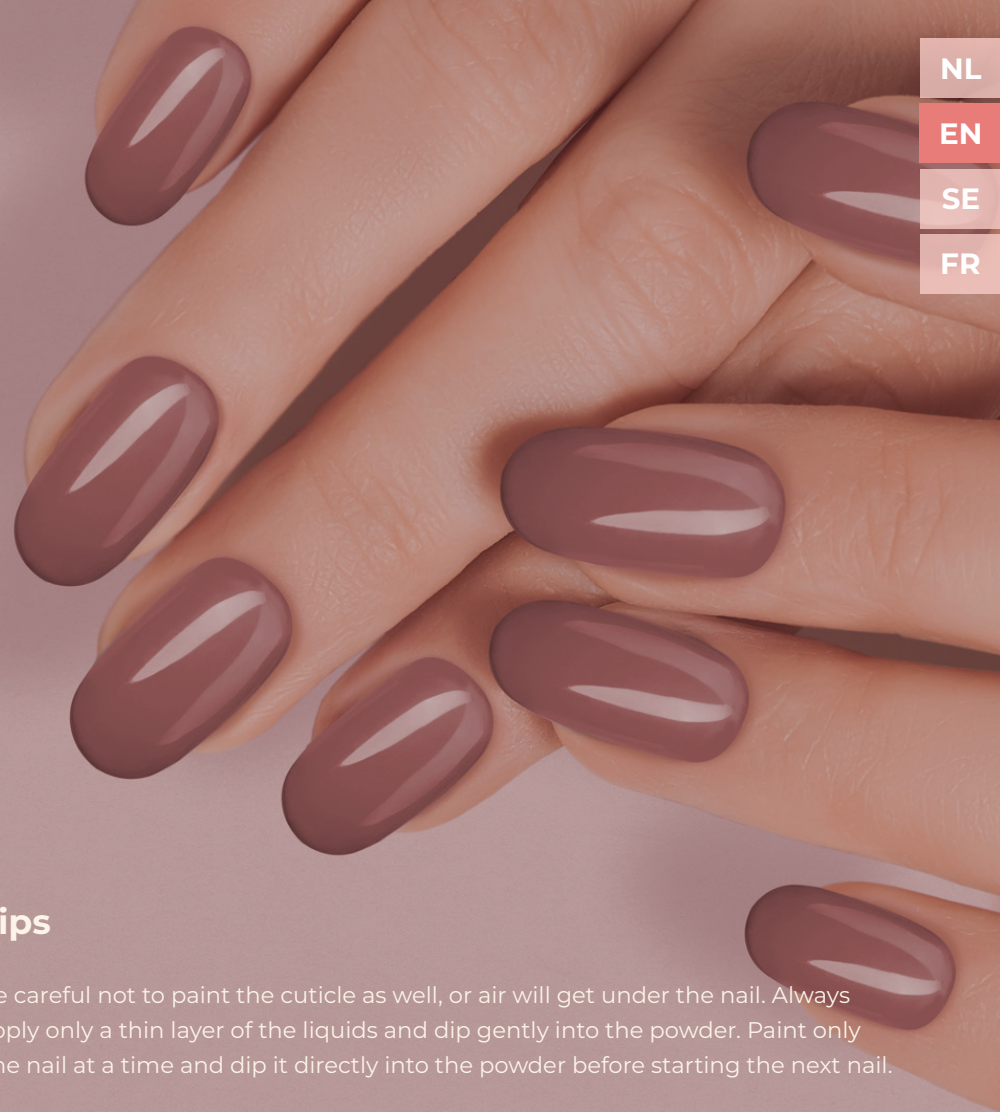 NL
EN
SE
FR
ips
e careful not to paint the cuticle as well, or air will get under the nail. Always
ply only a thin layer of the liquids and dip gently into the powder. Paint only
ne nail at a time and dip it directly into the powder before starting the next nail.